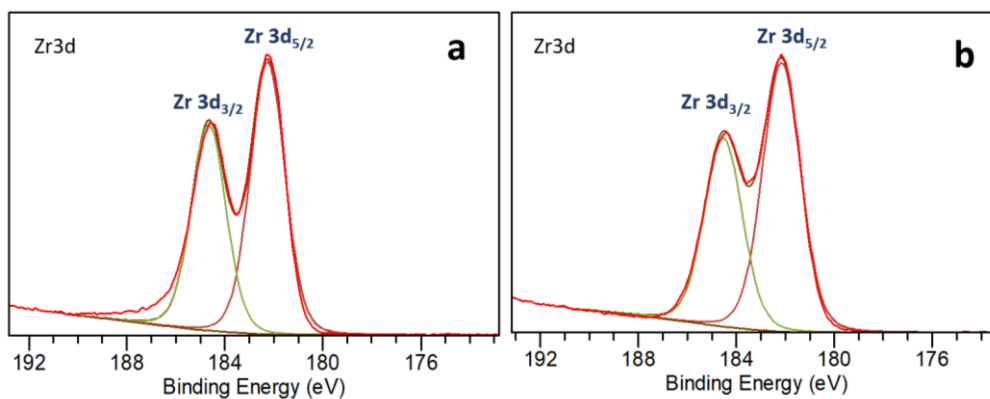 Zr3d
Zr 3d5/2
a
Zr 3d3/2
192 188 184 180 176
Binding Energy (eV)
Zr3d
Zr 3d5/2
b
Zr 3d3/2
192 188 184 180 176
Binding Energy (eV)